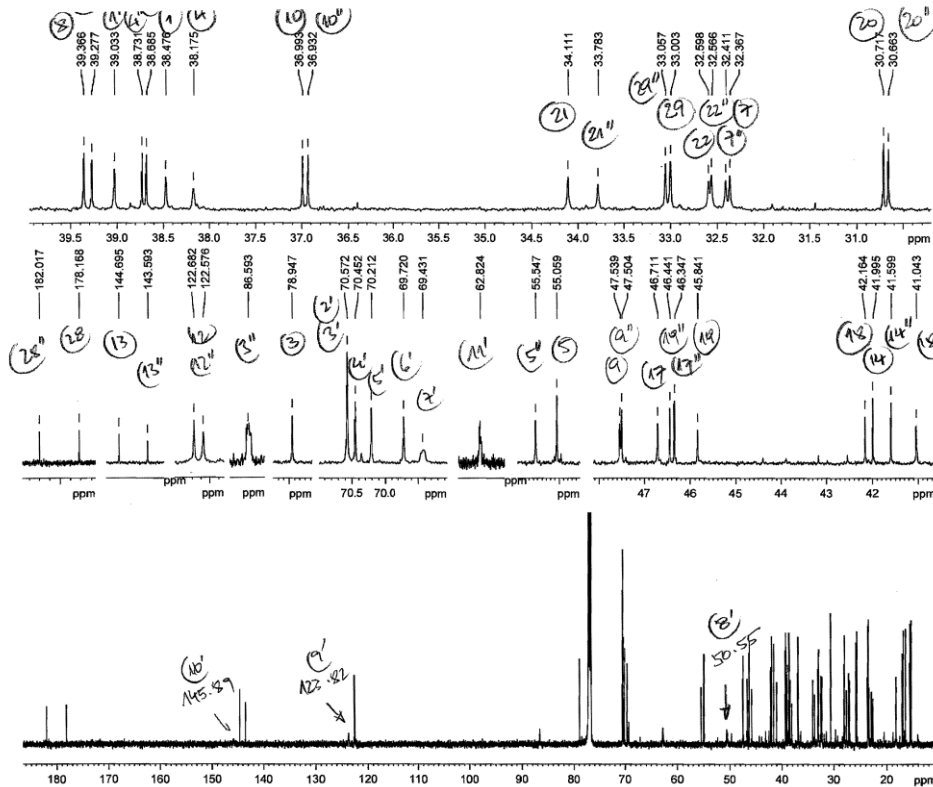 8 1' 4' 1 4 10 10" 20 20"
39.366 39.277 39.033 38.731 38.685 38.476 38.175 36.993 36.932 34.111 33.783 33.057 33.003 32.598 32.566 32.411 32.367 30.717 30.663
29" 22" 7
21 21" 29 22 7"
39.5 39.0 38.5 38.0 37.5 37.0 36.5 36.0 35.5 35.0 34.5 34.0 33.5 33.0 32.5 32.0 31.5 31.0 ppm
182.017 178.168 144.695 143.593 122.682 122.576 86.593 78.947 70.572 70.452 70.212 69.720 69.431 62.824 55.547 55.059 47.539 47.504 46.711 46.441 46.347 45.841 42.164 41.995 41.599 41.043
2' 9" 19" 19 18 14"
28" 28 13 12 3" 3 3' 4' 6' 11' 5" 5 9 17 17" 14 18
13" 12" 5' 7'
ppm ppm ppm ppm ppm 70.5 70.0 ppm ppm ppm 47 46 45 44 43 42 ppm
8'
50.55
10' 9'
145.89 123.82
180 170 160 150 140 130 120 110 100 90 80 70 60 50 40 30 20 ppm